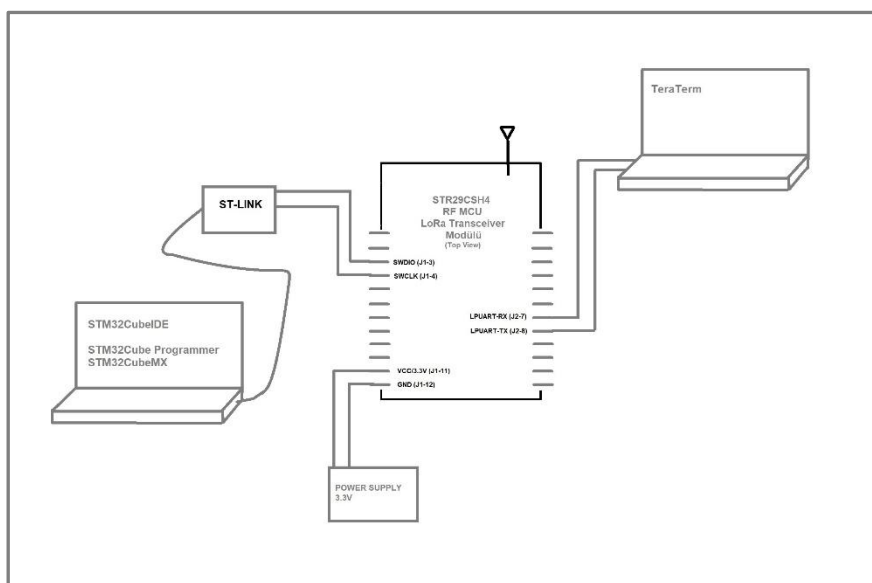 TeraTerm
STR29CSH4
RF MCU
LoRa Transceiver
Modülü
(Top View)
ST-LINK
SWDIO (J1-3)
SWCLK (J1-4)
LPUART-RX (J2-7)
LPUART-TX (J2-8)
STM32CubeIDE
STM32Cube Programmer
STM32CubeMX
VCC/3.3V (J1-11)
GND (J1-12)
POWER SUPPLY
3.3V